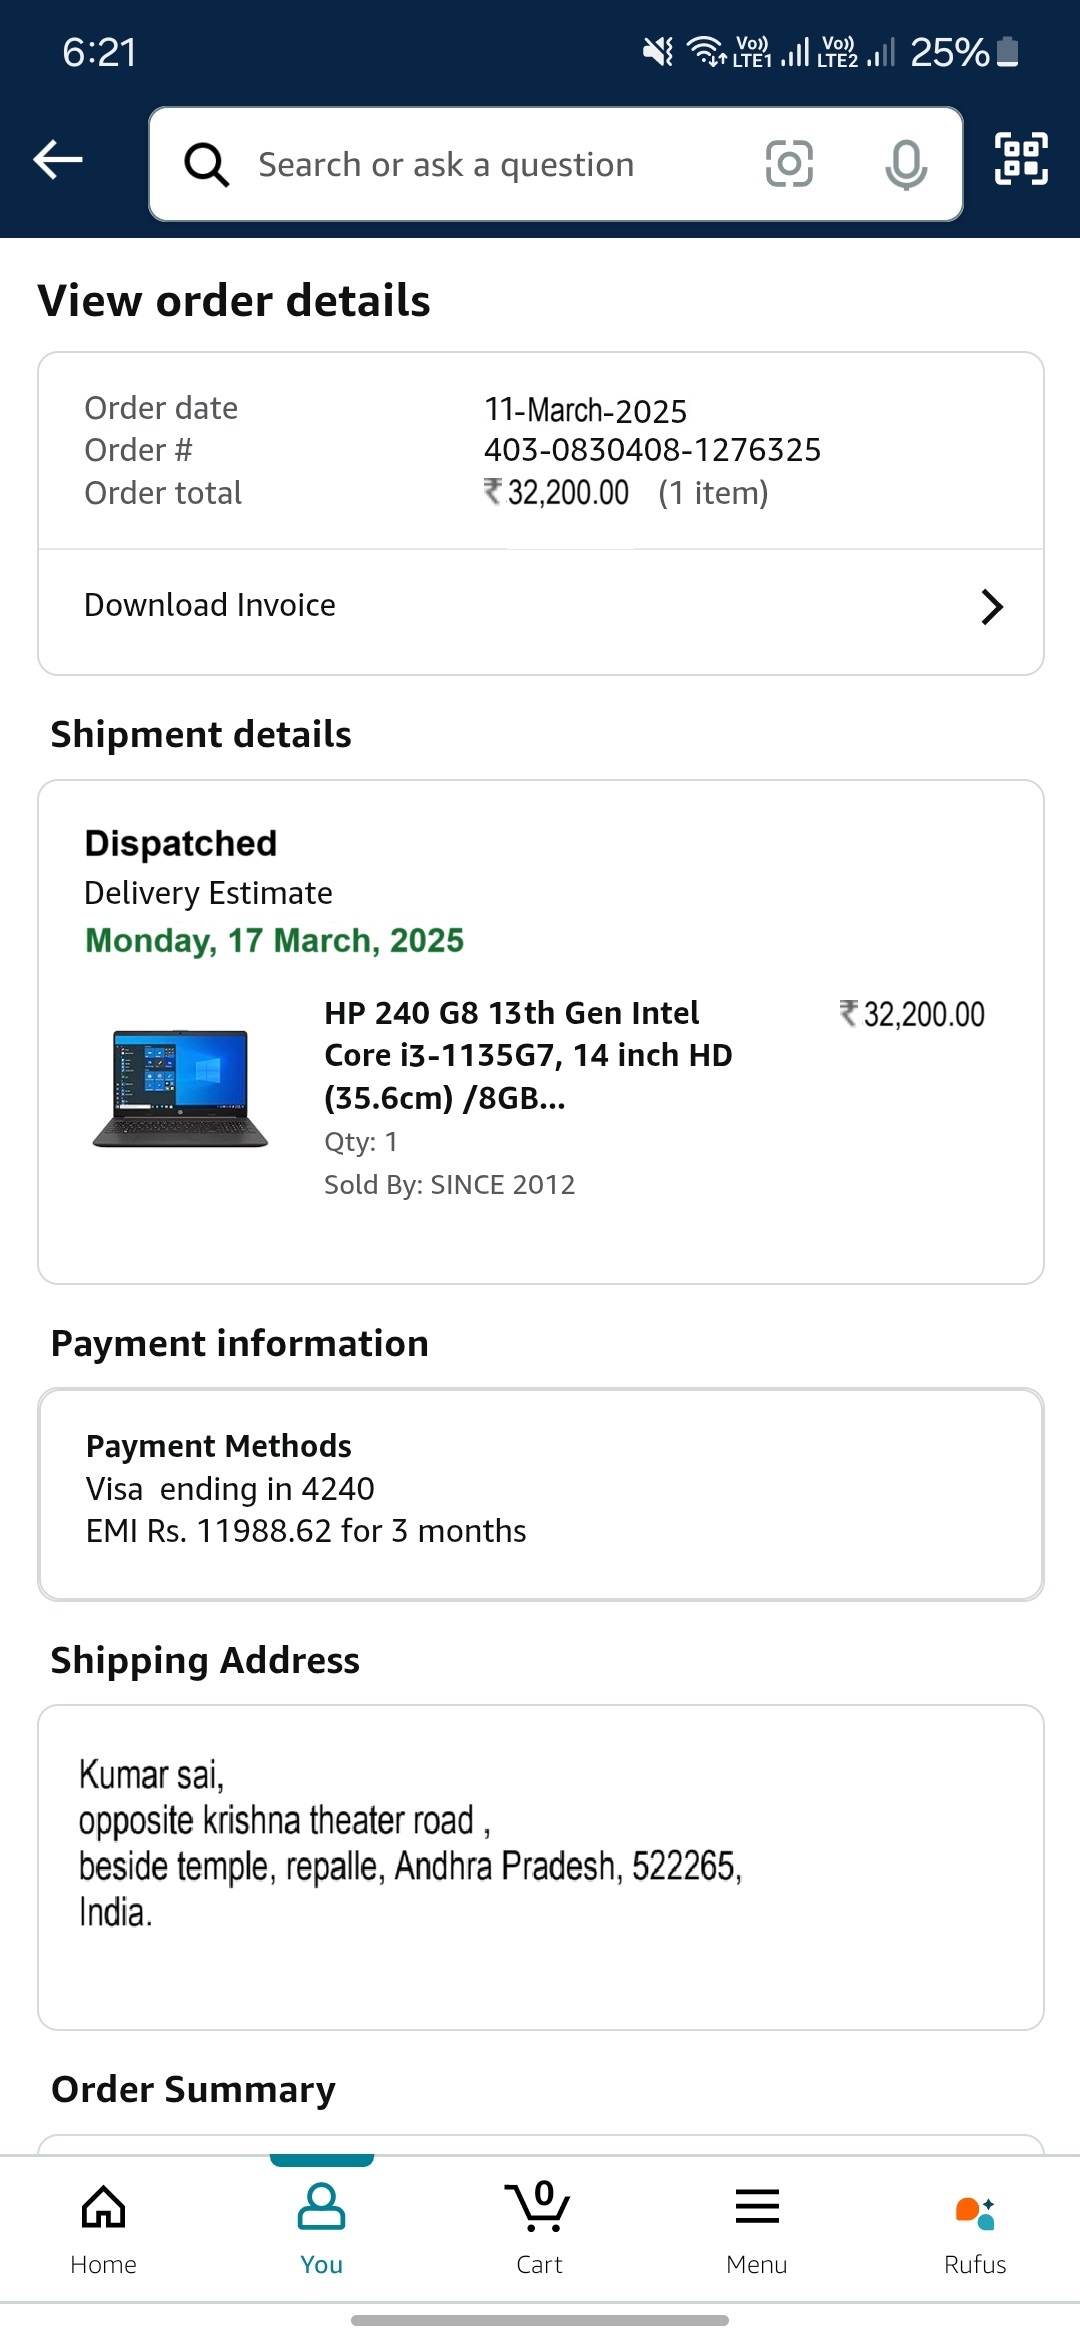 6:21
Vo)) LTE1 Vo)) LTE2 25%
Search or ask a question
View order details
Order date 11-March-2025
Order # 403-0830408-1276325
Order total ₹32,200.00 (1 item)
Download Invoice
Shipment details
Dispatched
Delivery Estimate
Monday, 17 March, 2025
HP 240 G8 13th Gen Intel ₹32,200.00
Core i3-1135G7, 14 inch HD
(35.6cm) /8GB...
Qty: 1
Sold By: SINCE 2012
Payment information
Payment Methods
Visa ending in 4240
EMI Rs. 11988.62 for 3 months
Shipping Address
Kumar sai,
opposite krishna theater road ,
beside temple, repalle, Andhra Pradesh, 522265,
India.
Order Summary
0
Home You Cart Menu Rufus